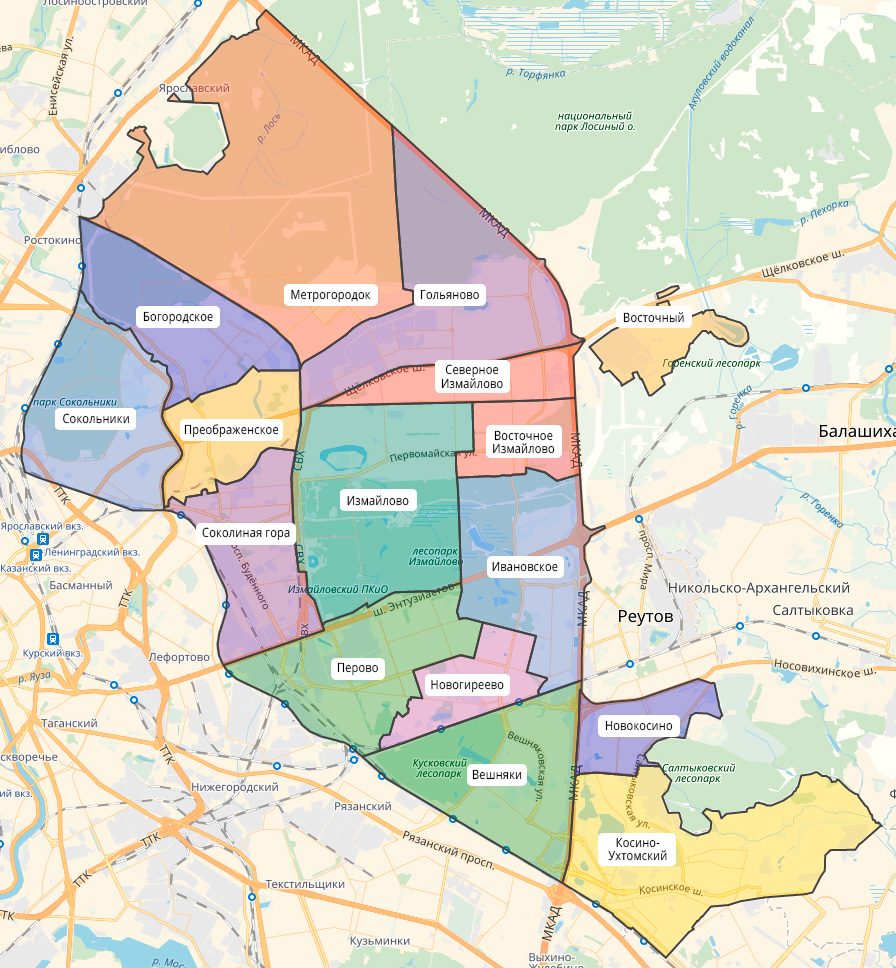 Лосиноостровский
МКАД
Енисейская ул.
Ярославский
р. Торфянка
Акуловский водоканал
национальный
парк Лосиный о.
р. Лось
р. Пехорка
МКАД
Ростокино
Щёлковское ш.
Метрогородок
Гольяново
Богородское
Восточный
Горенский лесопарк
Щёлковское ш.
Северное
Измайлово
р. Горенка
парк Сокольники
Сокольники
Преображенское
Балашиха
Восточное
Измайлово
МКАД
Первомайская ул.
СВХ
ТТК
Измайлово
р. Горенка
Ярославский вкз.
Соколиная гора
Ленинградский вкз.
Казанский вкз.
просп. Будённого
СВХ
лесопарк
Измайлово
Ивановское
просп. Мира
Басманный
Измайловский ПКиО
ТТК
ш. Энтузиастов
МКАД
Никольско-Архангельский
Салтыковка
Реутов
Курский вкз.
Лефортово
Перово
Носовихинское ш.
р. Яуза
Новогиреево
Таганский
Новокосино
Вешняковская ул.
ТТК
Кусковский
лесопарк
Вешняки
МКАД
Салтыковская ул.
Салтыковский
лесопарк
Нижегородский
Рязанский
ТТК
Рязанский просп.
Косино-
Ухтомский
ТТК
Текстильщики
Косинское ш.
МКАД
Кузьминки
Выхино-
Жулебино